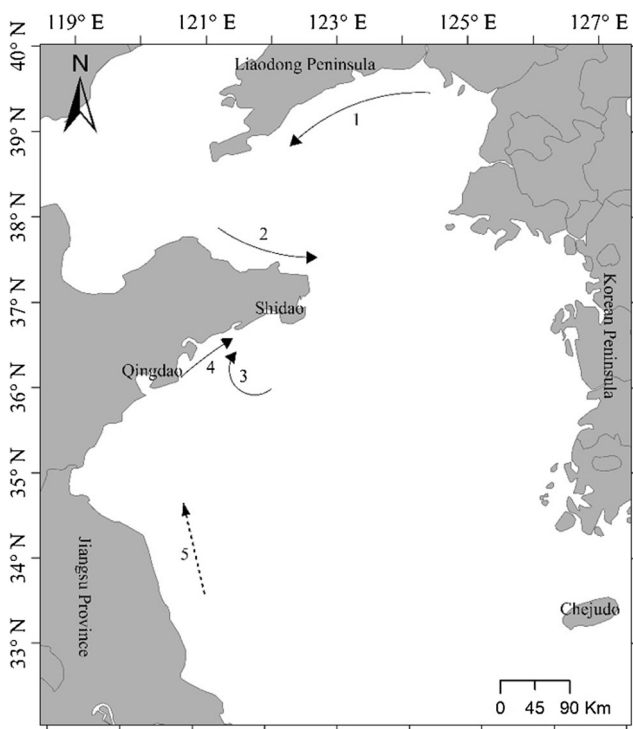 119° E 121° E 123° E 125° E 127° E
40° N
39° N
38° N
37° N
36° N
35° N
34° N
33° N
N
Liaodong Peninsula
1
2
Shidao
Korean Peninsula
Qingdao
4
3
5
Jiangsu Province
Chejudo
0 45 90 Km